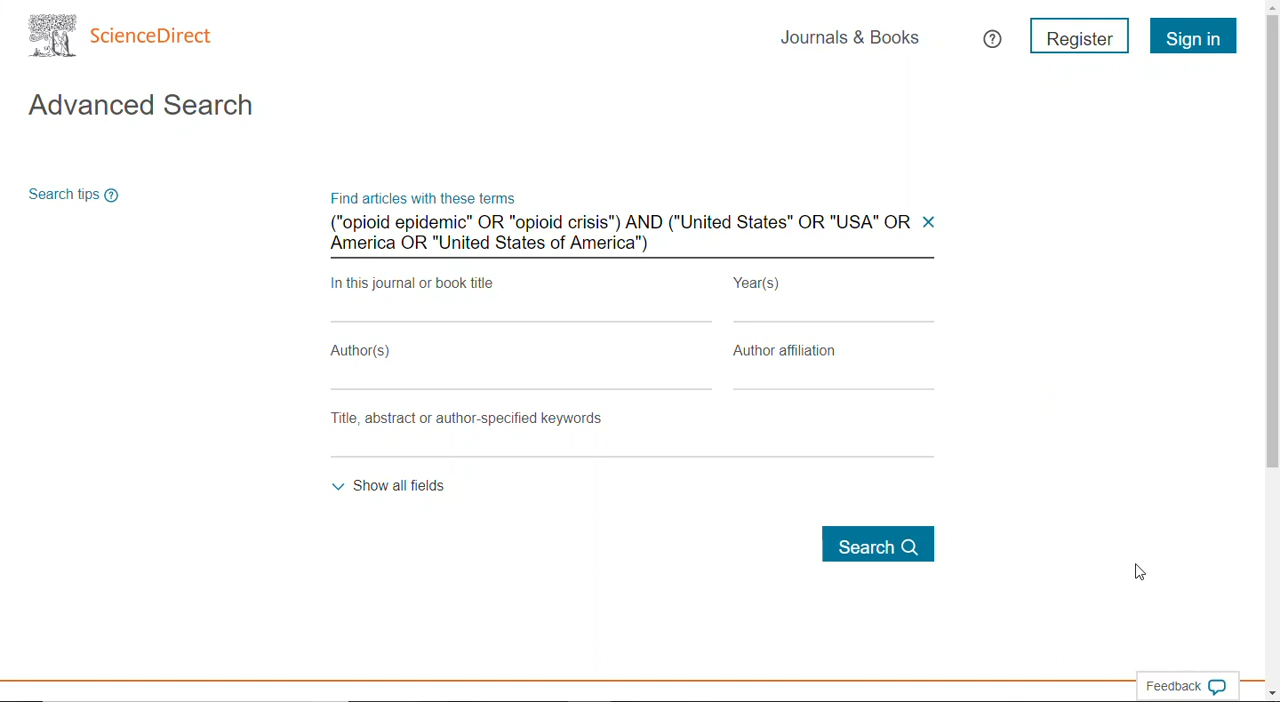 ScienceDirect
Journals & Books
Register
Sign in
Advanced Search
Search tips
Find articles with these terms
("opioid epidemic" OR "opioid crisis") AND ("United States" OR "USA" OR
America OR "United States of America")
In this journal or book title
Year(s)
Author(s)
Author affiliation
Title, abstract or author-specified keywords
Show all fields
Search
Feedback